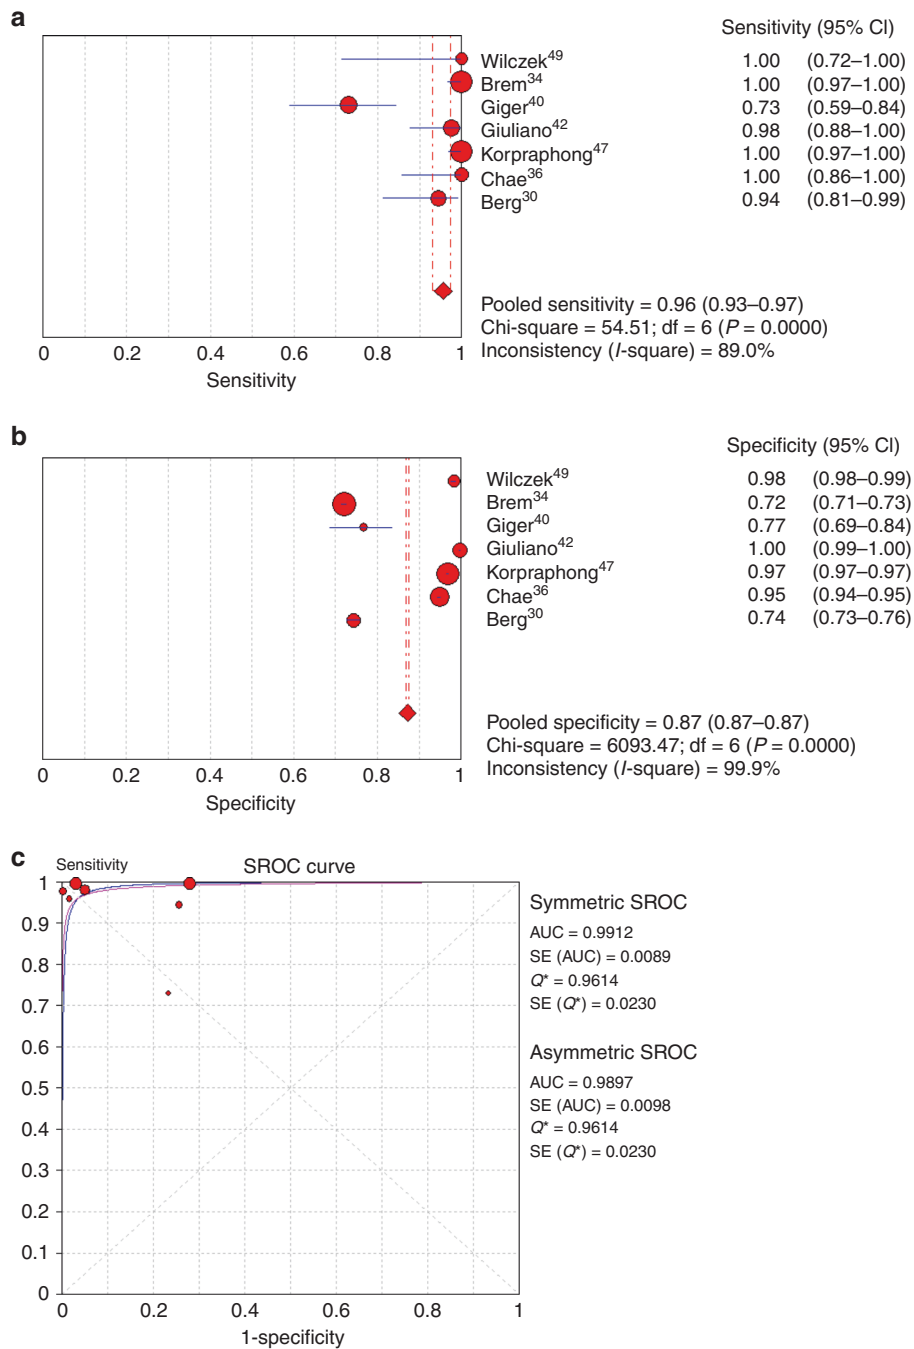 a
Sensitivity (95% CI)
Wilczek49 1.00 (0.72–1.00)
Brem34 1.00 (0.97–1.00)
Giger40 0.73 (0.59–0.84)
Giuliano42 0.98 (0.88–1.00)
Korpraphong47 1.00 (0.97–1.00)
Chae36 1.00 (0.86–1.00)
Berg30 0.94 (0.81–0.99)
Pooled sensitivity = 0.96 (0.93–0.97)
Chi-square = 54.51; df = 6 (P = 0.0000)
Inconsistency (I-square) = 89.0%
0 0.2 0.4 0.6 0.8 1
Sensitivity
b
Specificity (95% CI)
Wilczek49 0.98 (0.98–0.99)
Brem34 0.72 (0.71–0.73)
Giger40 0.77 (0.69–0.84)
Giuliano42 1.00 (0.99–1.00)
Korpraphong47 0.97 (0.97–0.97)
Chae36 0.95 (0.94–0.95)
Berg30 0.74 (0.73–0.76)
Pooled specificity = 0.87 (0.87–0.87)
Chi-square = 6093.47; df = 6 (P = 0.0000)
Inconsistency (I-square) = 99.9%
0 0.2 0.4 0.6 0.8 1
Specificity
c
Sensitivity
SROC curve
1
0.9
0.8
0.7
0.6
0.5
0.4
0.3
0.2
0.1
0
0 0.2 0.4 0.6 0.8 1
1-specificity
Symmetric SROC
AUC = 0.9912
SE (AUC) = 0.0089
Q* = 0.9614
SE (Q*) = 0.0230
Asymmetric SROC
AUC = 0.9897
SE (AUC) = 0.0098
Q* = 0.9614
SE (Q*) = 0.0230